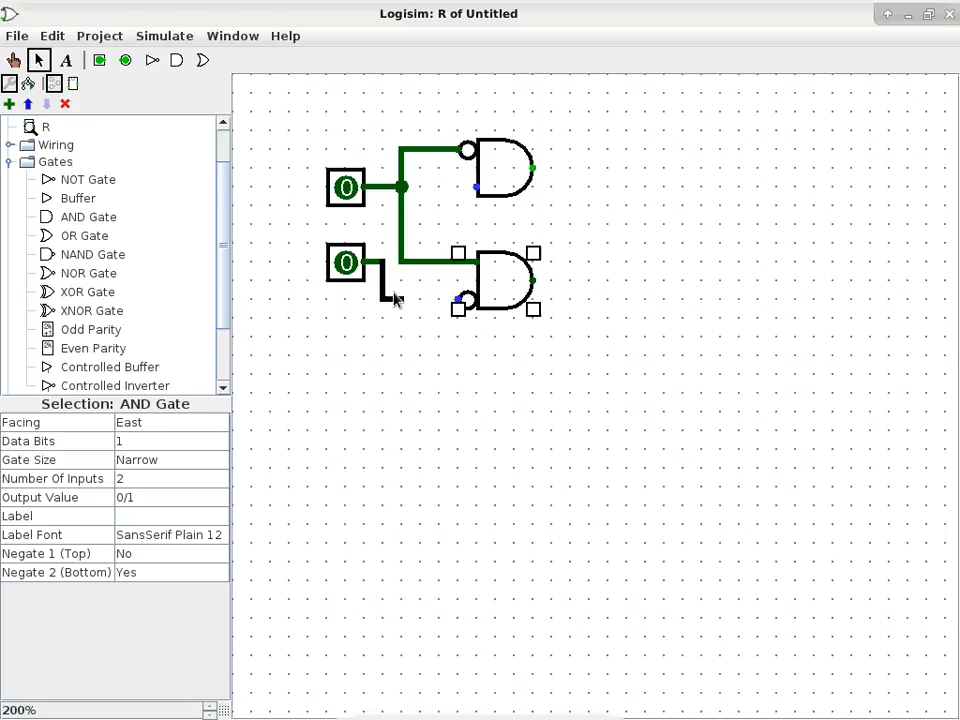 Logisim: R of Untitled
File Edit Project Simulate Window Help
A
R
Wiring
Gates
NOT Gate
Buffer
AND Gate
OR Gate
NAND Gate
NOR Gate
XOR Gate
XNOR Gate
Odd Parity
Even Parity
Controlled Buffer
Controlled Inverter
Selection: AND Gate
Facing East
Data Bits 1
Gate Size Narrow
Number Of Inputs 2
Output Value 0/1
Label
Label Font SansSerif Plain 12
Negate 1 (Top) No
Negate 2 (Bottom) Yes
200%
0
0